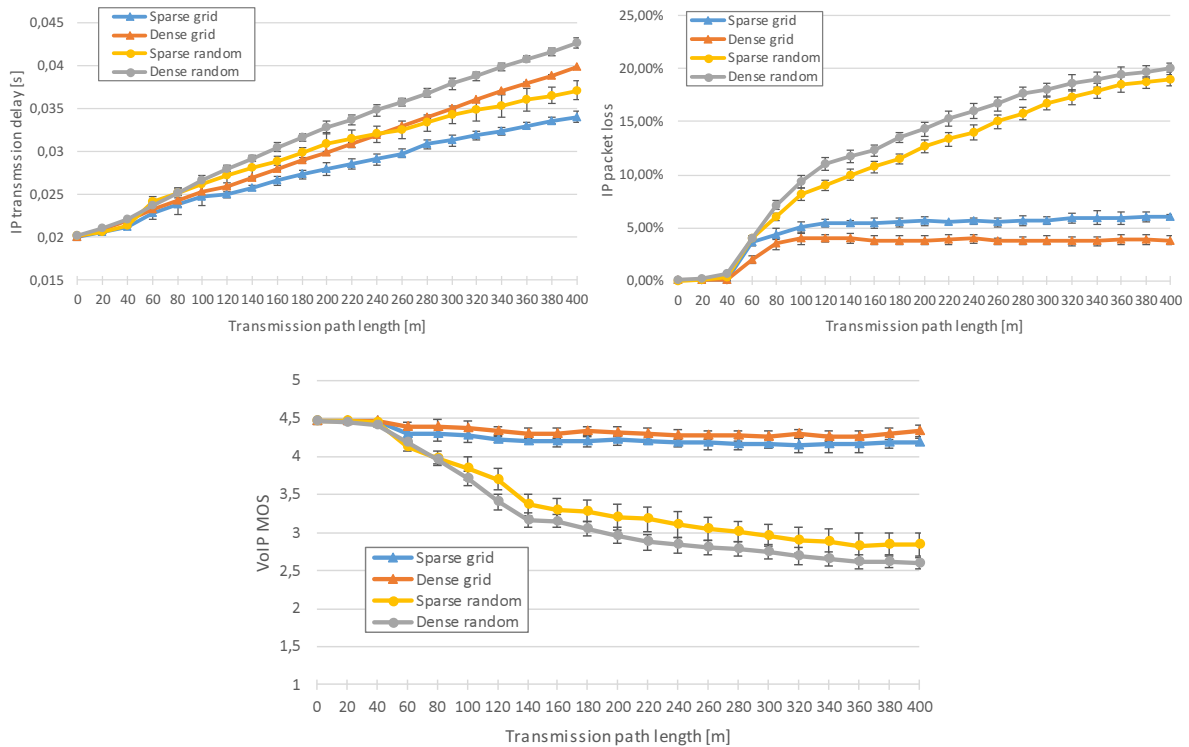 IP transmission delay [s]
0,045
0,04
0,035
0,03
0,025
0,02
0,015
Sparse grid
Dense grid
Sparse random
Dense random
0 20 40 60 80 100 120 140 160 180 200 220 240 260 280 300 320 340 360 380 400
Transmission path length [m]
IP packet loss
25,00%
20,00%
15,00%
10,00%
5,00%
0,00%
Sparse grid
Dense grid
Sparse random
Dense random
0 20 40 60 80 100 120 140 160 180 200 220 240 260 280 300 320 340 360 380 400
Transmission path length [m]
VoIP MOS
5
4,5
4
3,5
3
2,5
2
1,5
1
Sparse grid
Dense grid
Sparse random
Dense random
0 20 40 60 80 100 120 140 160 180 200 220 240 260 280 300 320 340 360 380 400
Transmission path length [m]